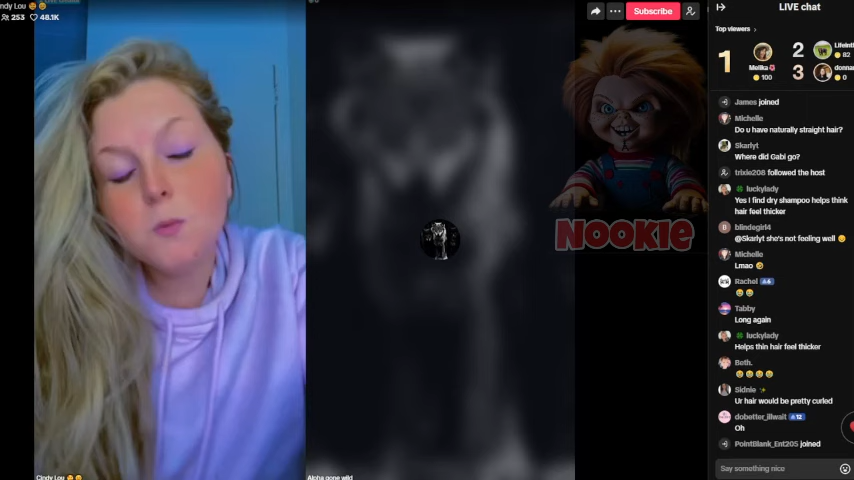 ndy Lou
253 48.1K
Subscribe
LIVE chat
Top viewers
1
Melika
100
2
Lifeintl
82
3
donna
0
James joined
Michelle
Do u have naturally straight hair?
Skarlyt
Where did Gabi go?
trixie208 followed the host
luckylady
Yes I find dry shampoo helps think
hair feel thicker
blindegirl4
@Skarlyt she's not feeling well
Michelle
Lmao
Rachel 6
Tabby
Long again
luckylady
Helps thin hair feel thicker
Beth.
Sidnie
Ur hair would be pretty curled
dobetter_illwait 12
Oh
PointBlank_Ent205 joined
Say something nice
NOOKIE
Cindy Lou
Alpha gone wild